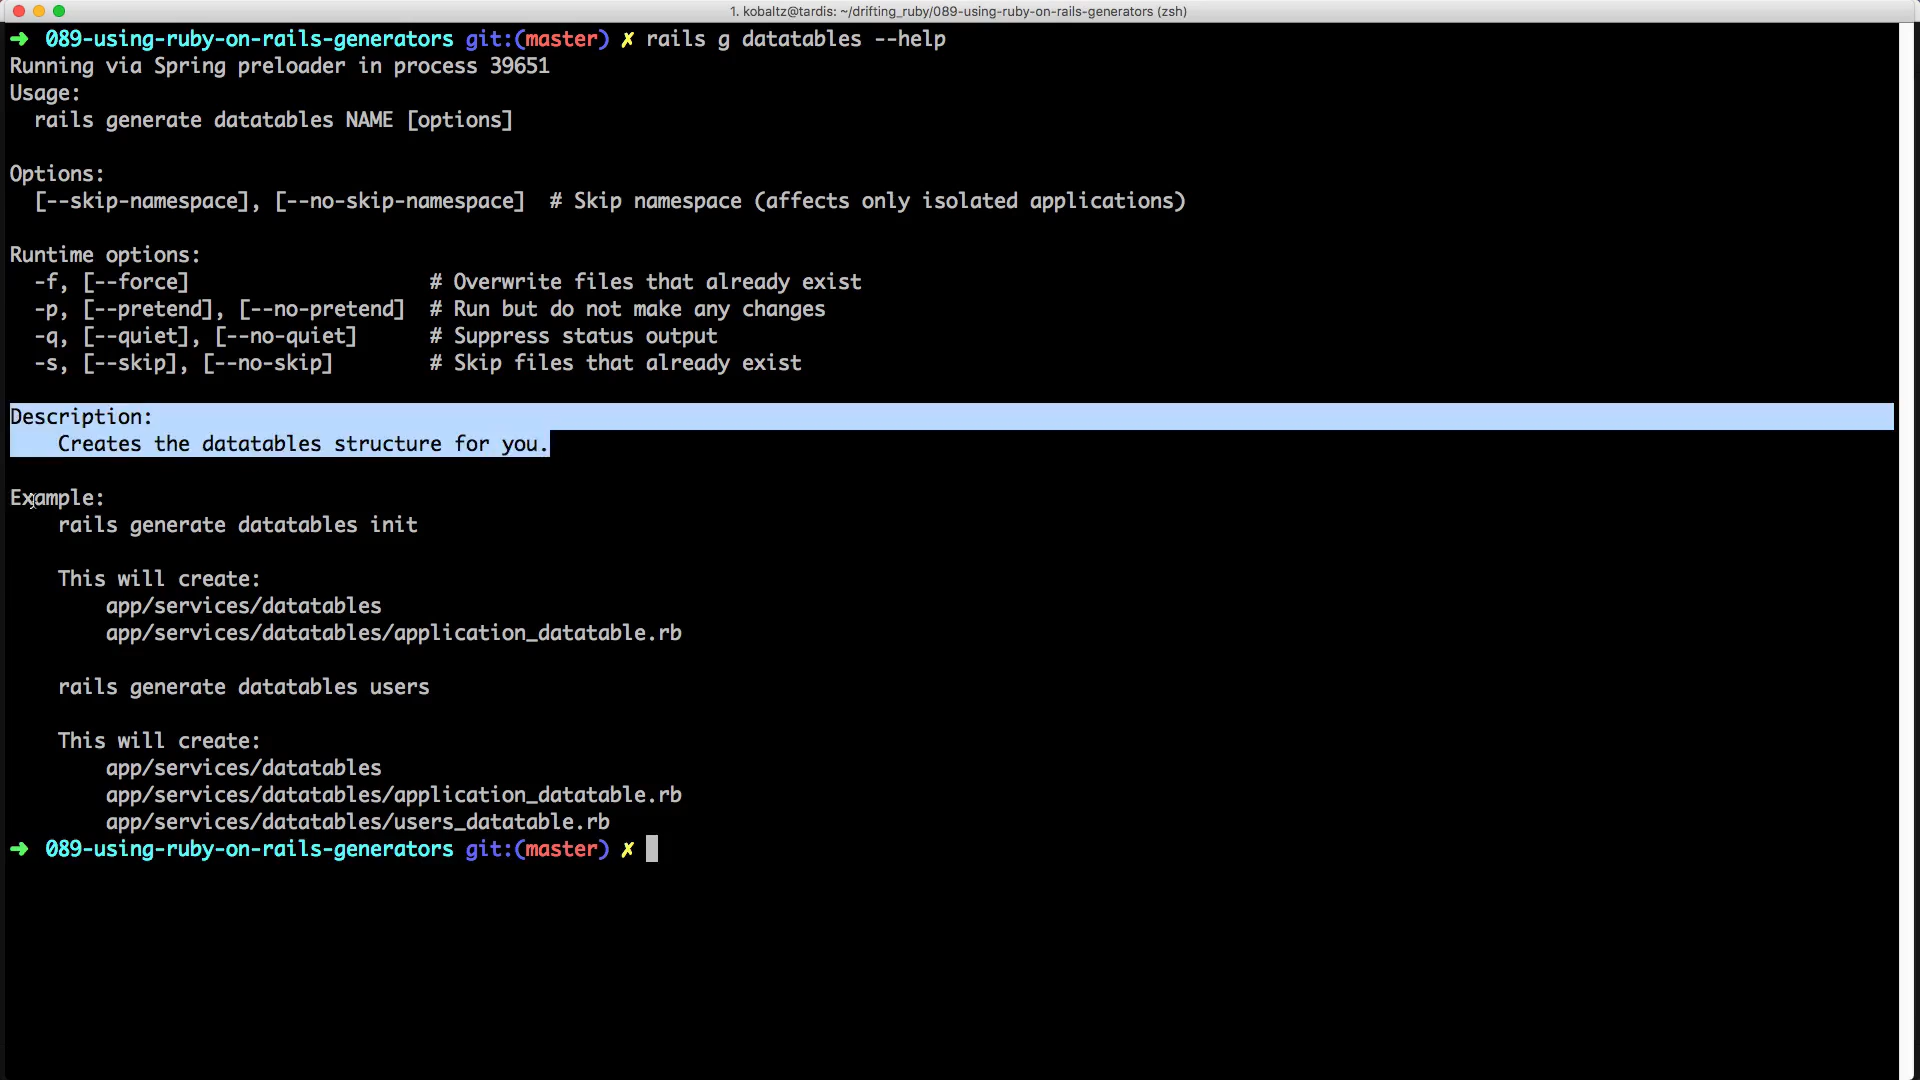 1. kobaltz@tardis: ~/drifting_ruby/089-using-ruby-on-rails-generators (zsh)
➜  089-using-ruby-on-rails-generators git:(master) ✗ rails g datatables --help
Running via Spring preloader in process 39651
Usage:
  rails generate datatables NAME [options]

Options:
  [--skip-namespace], [--no-skip-namespace]  # Skip namespace (affects only isolated applications)

Runtime options:
  -f, [--force]                    # Overwrite files that already exist
  -p, [--pretend], [--no-pretend]  # Run but do not make any changes
  -q, [--quiet], [--no-quiet]      # Suppress status output
  -s, [--skip], [--no-skip]        # Skip files that already exist

Description:
    Creates the datatables structure for you.

Example:
    rails generate datatables init

    This will create:
        app/services/datatables
        app/services/datatables/application_datatable.rb

    rails generate datatables users

    This will create:
        app/services/datatables
        app/services/datatables/application_datatable.rb
        app/services/datatables/users_datatable.rb
➜  089-using-ruby-on-rails-generators git:(master) ✗